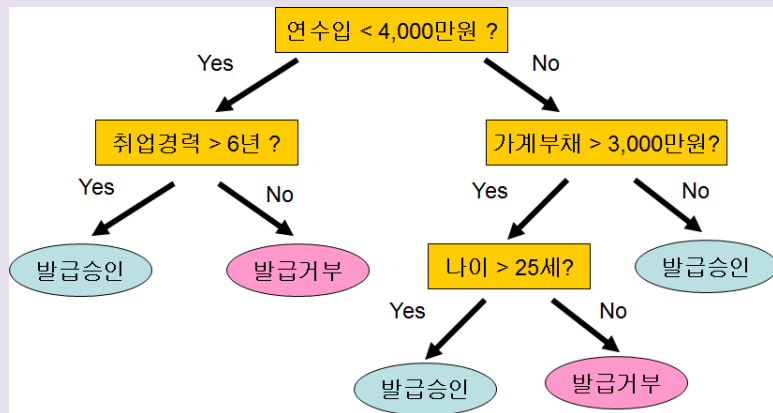 연수입 < 4,000만원 ?
Yes
No
취업경력 > 6년 ?
가계부채 > 3,000만원?
Yes
No
Yes
No
발급승인
발급거부
나이 > 25세?
발급승인
Yes
No
발급승인
발급거부